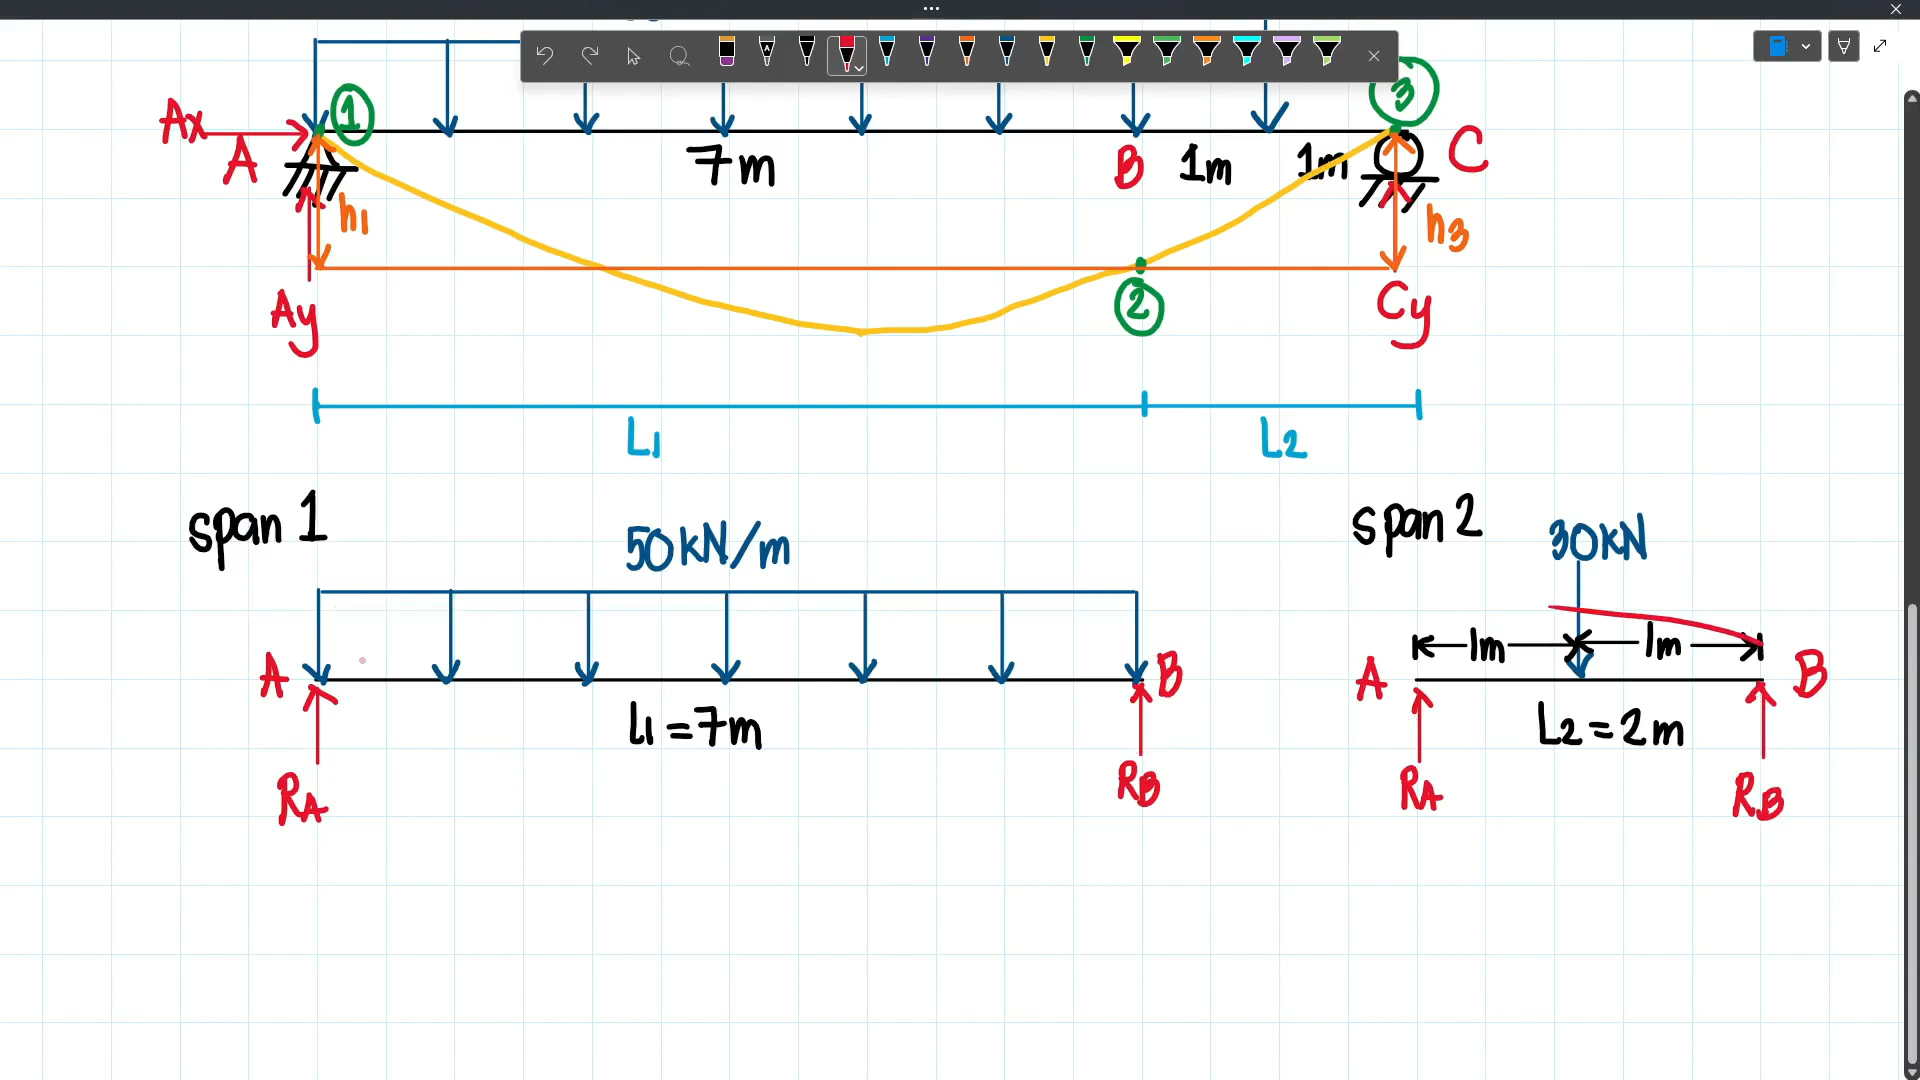 1
3
Ax
A
7m
B
1m
1m
C
h1
h3
Ay
2
Cy
L1
L2
span 1
50kN/m
span 2
30kN
1m
1m
A
B
A
B
L1=7m
L2=2m
RA
RB
RA
RB